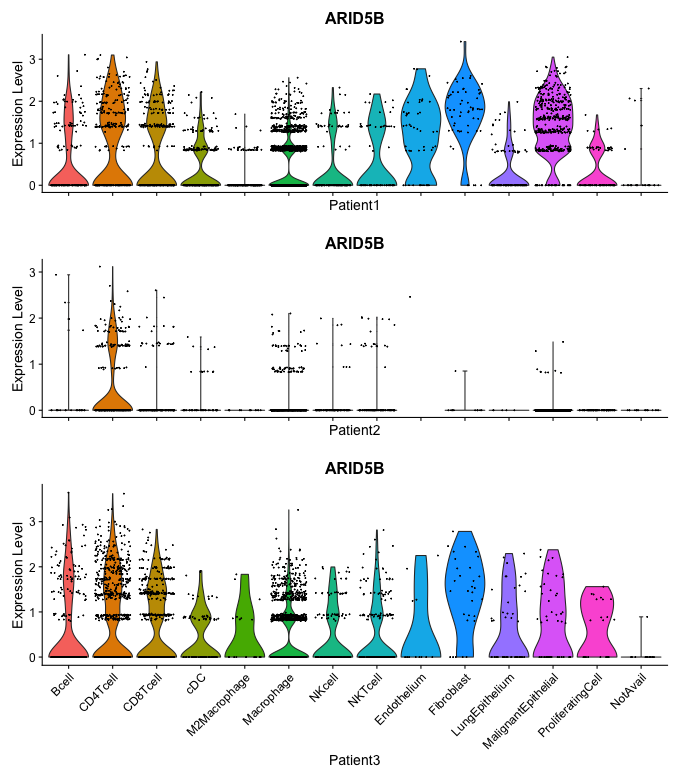 ARID5B
Expression Level
3
2
1
0
Patient1
ARID5B
Expression Level
3
2
1
0
Patient2
ARID5B
Expression Level
3
2
1
0
Bcell
CD4Tcell
CD8Tcell
cDC
M2Macrophage
Macrophage
NKcell
NKTcell
Endothelium
Fibroblast
LungEpithelium
MalignantEpithelial
ProliferatingCell
NotAvail
Patient3